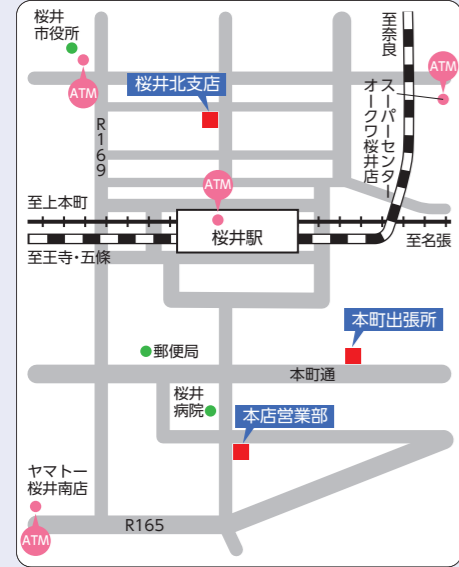 桜井
市役所
ATM
桜井北支店
至奈良
ATM
スーパーセンター
オークワ桜井店
R169
ATM
至上本町
桜井駅
至名張
至王寺・五條
本町出張所
郵便局
本町通
桜井
病院
本店営業部
ヤマトー
桜井南店
ATM
R165